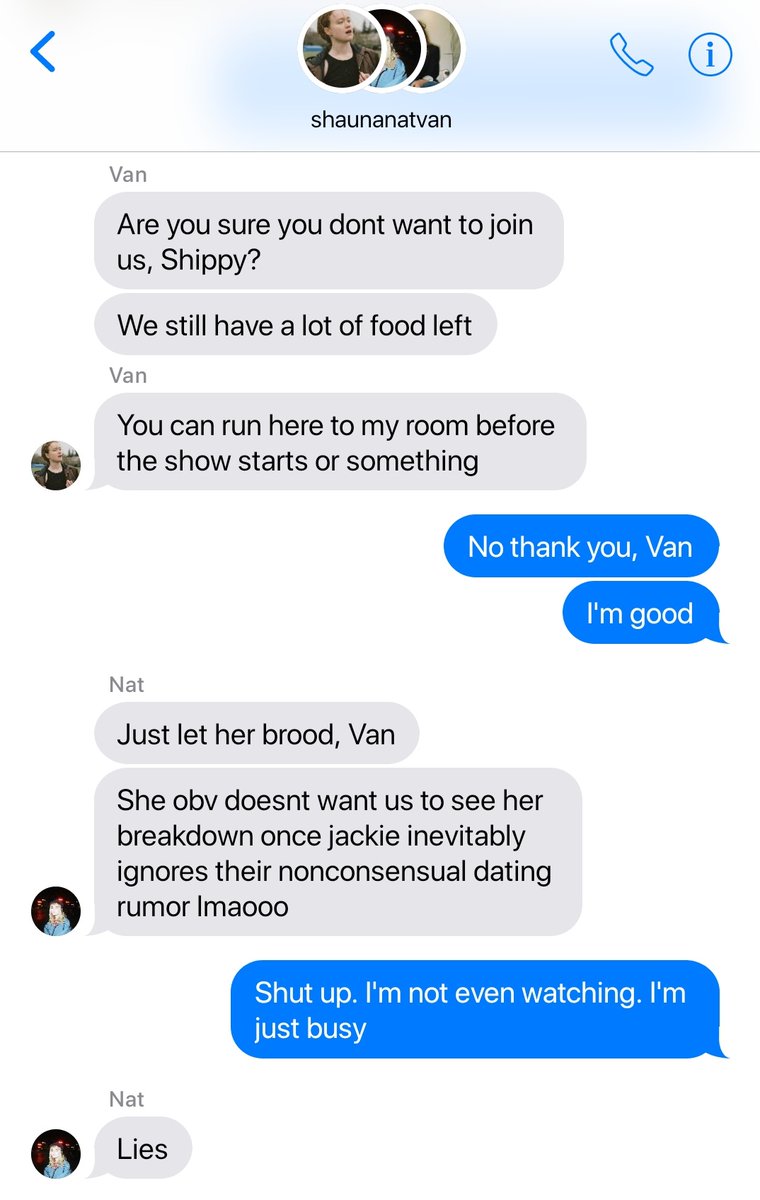 shaunanatvan
Van
Are you sure you dont want to join
us, Shippy?
We still have a lot of food left
Van
You can run here to my room before
the show starts or something
No thank you, Van
I'm good
Nat
Just let her brood, Van
She obv doesnt want us to see her
breakdown once jackie inevitably
ignores their nonconsensual dating
rumor lmaooo
Shut up. I'm not even watching. I'm
just busy
Nat
Lies